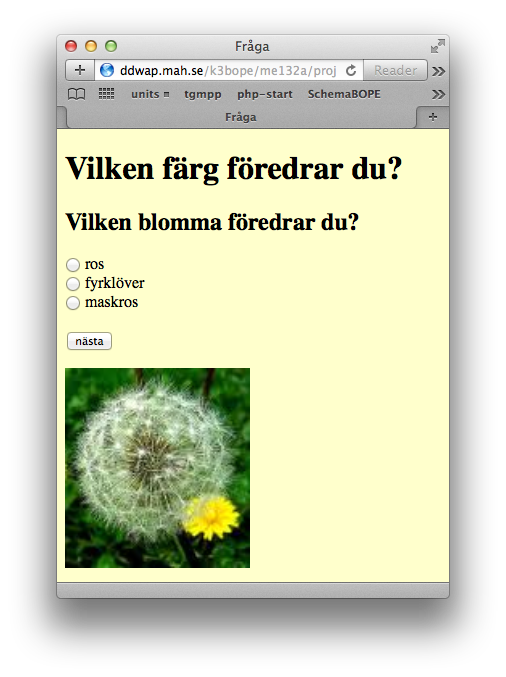 Fråga
ddwap.mah.se/k3bope/me132a/proj
Reader
units
tgmpp
php-start
SchemaBOPE
Fråga
Vilken färg föredrar du?
Vilken blomma föredrar du?
ros
fyrklöver
maskros
nästa